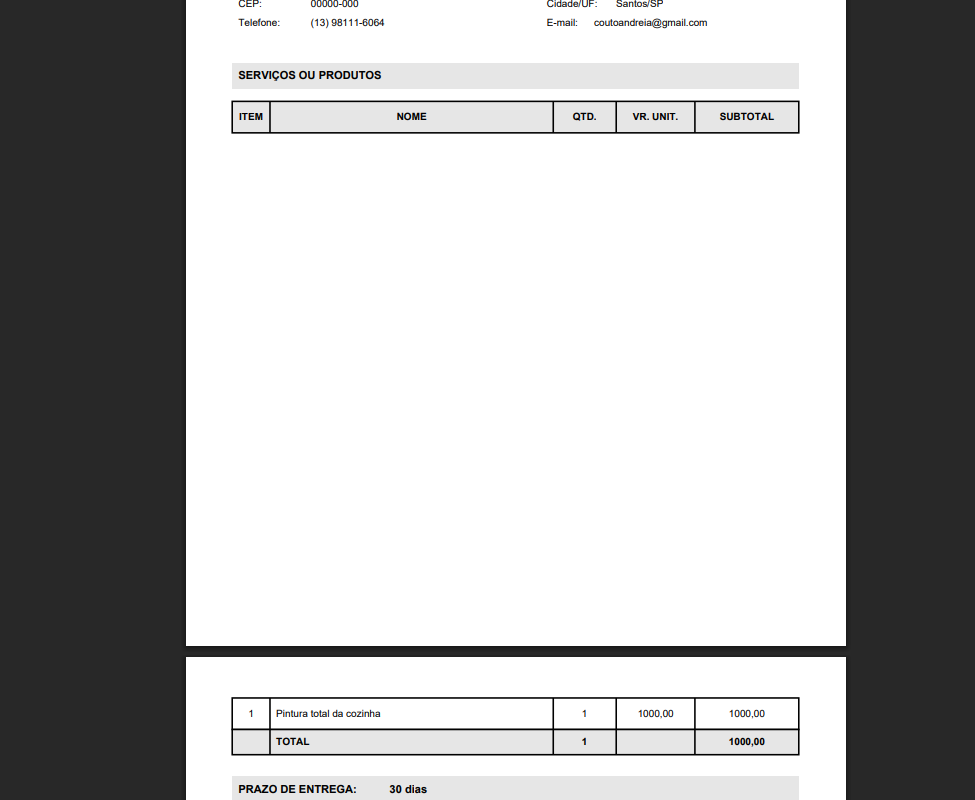 CEP: 00000-000 Cidade/UF: Santos/SP
Telefone: (13) 98111-6064 E-mail: coutoandreia@gmail.com
SERVIÇOS OU PRODUTOS
ITEM NOME QTD. VR. UNIT. SUBTOTAL
1 Pintura total da cozinha 1 1000,00 1000,00
TOTAL 1 1000,00
PRAZO DE ENTREGA: 30 dias